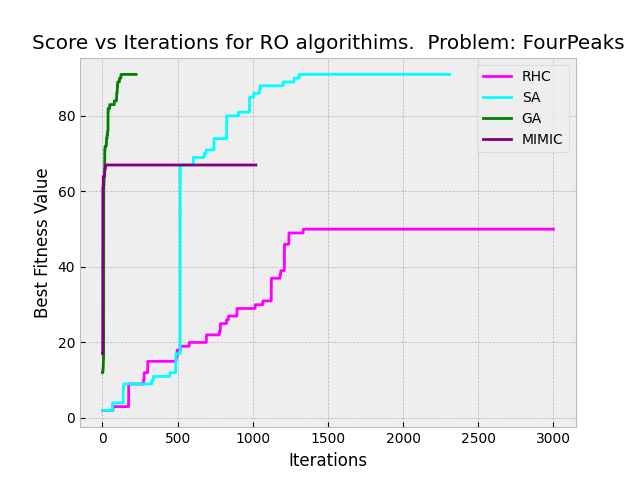 Score vs Iterations for RO algorithims.  Problem: FourPeaks
RHC
SA
GA
MIMIC
Best Fitness Value
80
60
40
20
0
0 500 1000 1500 2000 2500 3000
Iterations